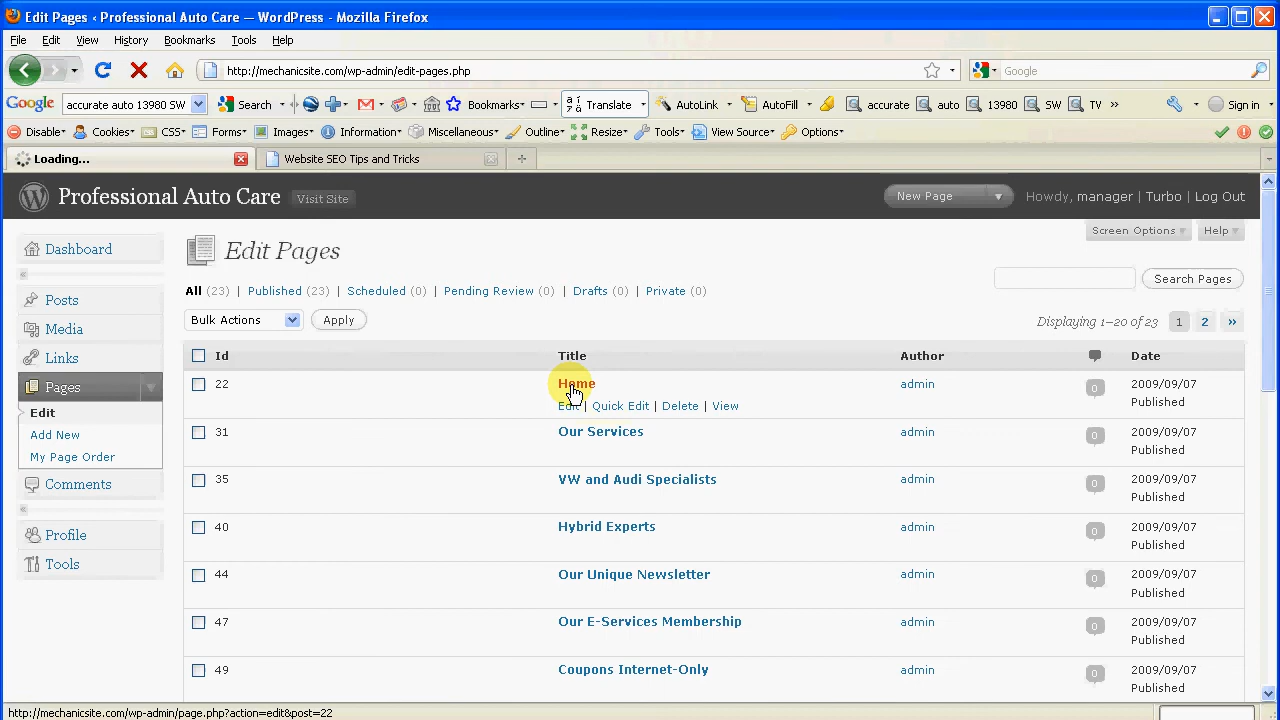 Edit Pages ‹ Professional Auto Care — WordPress - Mozilla Firefox
File Edit View History Bookmarks Tools Help
http://mechanicsite.com/wp-admin/edit-pages.php Google
Google accurate auto 13980 SW Search Bookmarks Translate AutoLink AutoFill accurate auto 13980 SW TV » Sign in
Disable Cookies CSS Forms Images Information Miscellaneous Outline Resize Tools View Source Options
Loading... Website SEO Tips and Tricks
Professional Auto Care Visit Site New Page Howdy, manager | Turbo | Log Out
Screen Options Help
Dashboard
Edit Pages
Posts
Media
Links
Pages
Edit
Add New
My Page Order
Comments
Profile
Tools
All (23) | Published (23) | Scheduled (0) | Pending Review (0) | Drafts (0) | Private (0)
Search Pages
Bulk Actions Apply Displaying 1–20 of 23 1 2 »
Id Title Author Date
22 Home admin 0 2009/09/07
Published
Edit | Quick Edit | Delete | View
31 Our Services admin 0 2009/09/07
Published
35 VW and Audi Specialists admin 0 2009/09/07
Published
40 Hybrid Experts admin 0 2009/09/07
Published
44 Our Unique Newsletter admin 0 2009/09/07
Published
47 Our E-Services Membership admin 0 2009/09/07
Published
49 Coupons Internet-Only admin 0 2009/09/07
Published
http://mechanicsite.com/wp-admin/page.php?action=edit&post=22